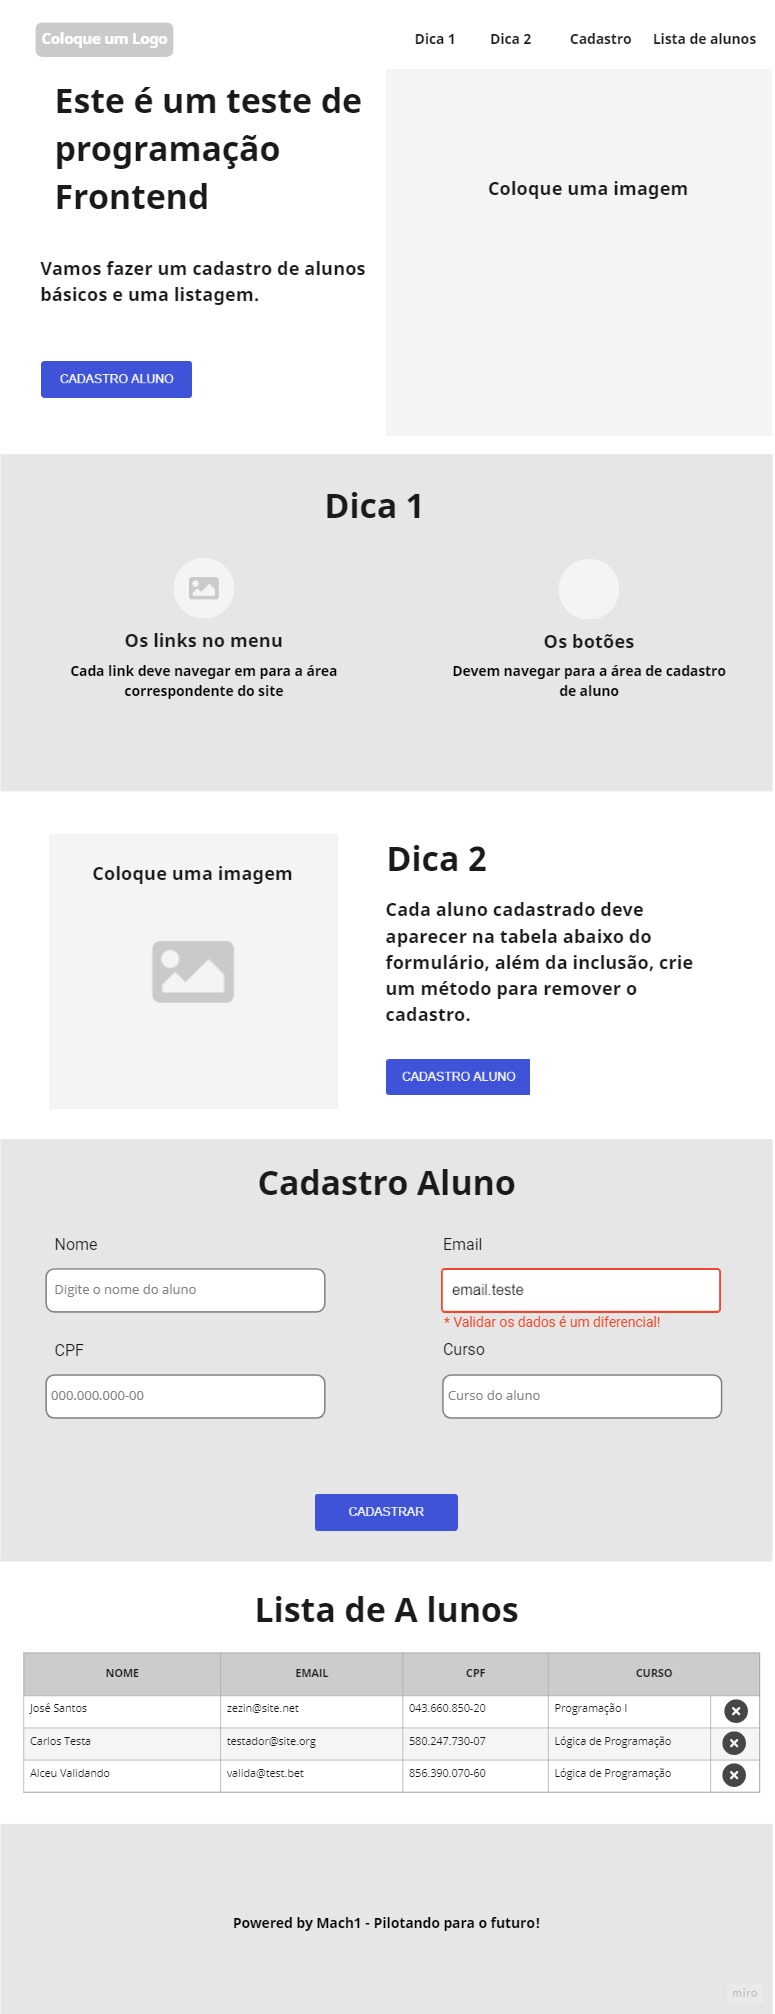 Coloque um Logo
Dica 1 Dica 2 Cadastro Lista de alunos
Este é um teste de
programação
Frontend
Vamos fazer um cadastro de alunos
básicos e uma listagem.
CADASTRO ALUNO
Coloque uma imagem
Dica 1
Os links no menu
Cada link deve navegar em para a área
correspondente do site
Os botões
Devem navegar para a área de cadastro
de aluno
Coloque uma imagem
Dica 2
Cada aluno cadastrado deve
aparecer na tabela abaixo do
formulário, além da inclusão, crie
um método para remover o
cadastro.
CADASTRO ALUNO
Cadastro Aluno
Nome
Digite o nome do aluno
Email
email.teste
* Validar os dados é um diferencial!
CPF
000.000.000-00
Curso
Curso do aluno
CADASTRAR
Lista de A lunos
NOME EMAIL CPF CURSO
José Santos zezin@site.net 043.660.850-20 Programação I
Carlos Testa testador@site.org 580.247.730-07 Lógica de Programação
Alceu Validando valida@test.bet 856.390.070-60 Lógica de Programação
Powered by Mach1 - Pilotando para o futuro!
miro